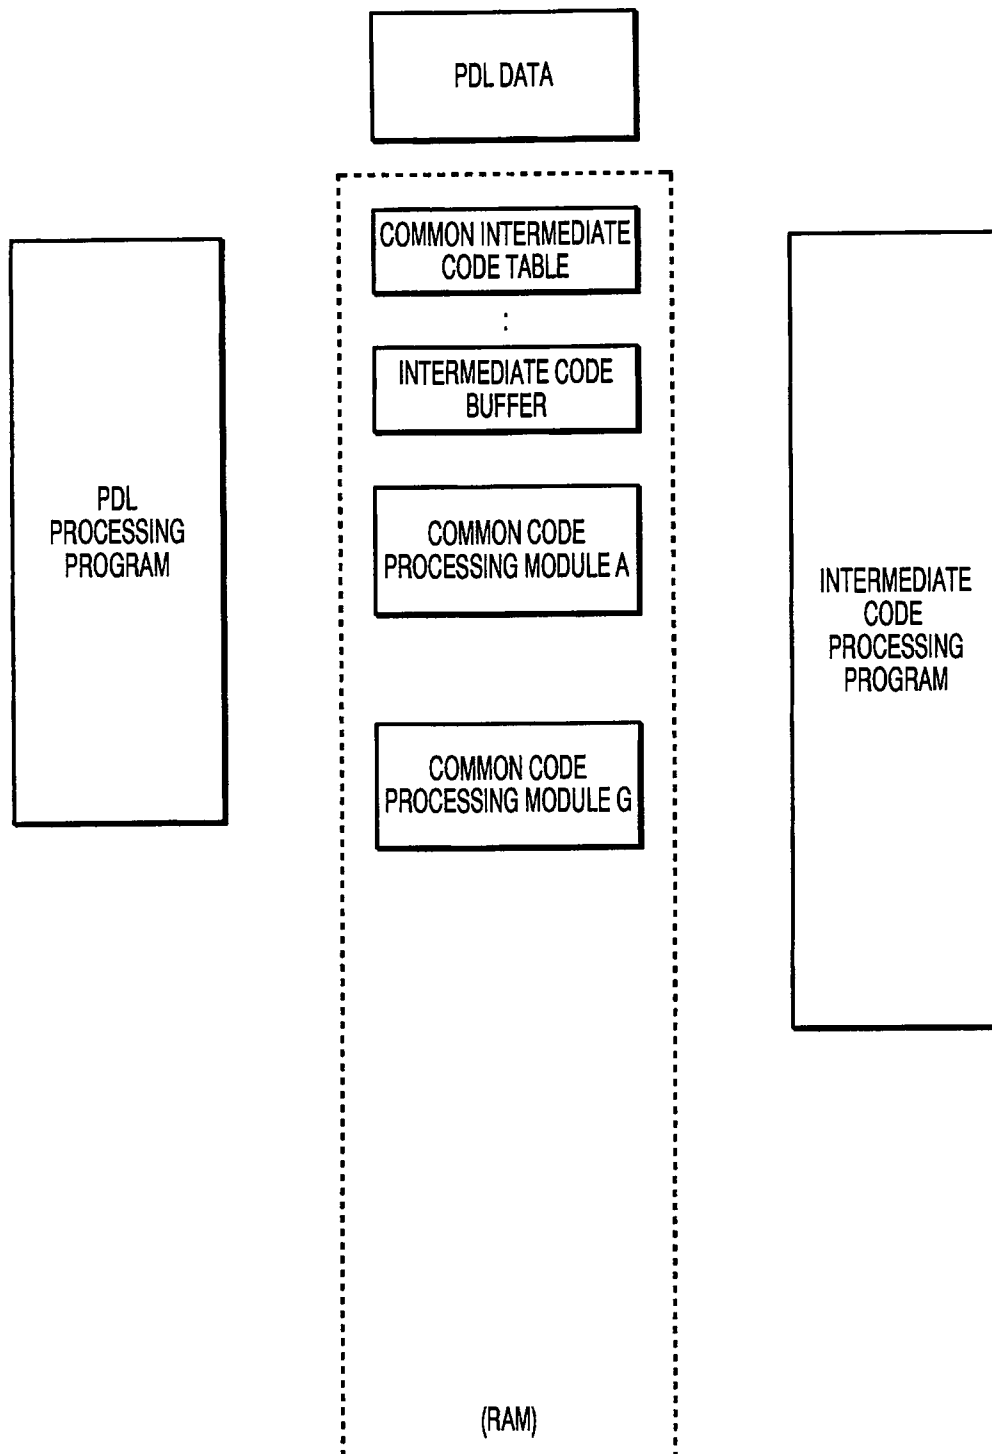 PDL DATA
COMMON INTERMEDIATE
CODE TABLE
INTERMEDIATE CODE
BUFFER
PDL
PROCESSING
PROGRAM
COMMON CODE
PROCESSING MODULE A
INTERMEDIATE
CODE
PROCESSING
PROGRAM
COMMON CODE
PROCESSING MODULE G
(RAM)